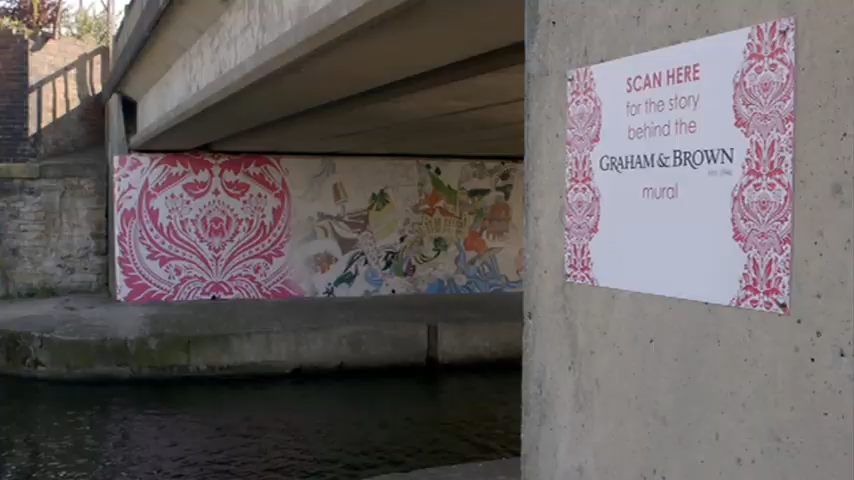 SCAN HERE
for the story
behind the
GRAHAM & BROWN
mural